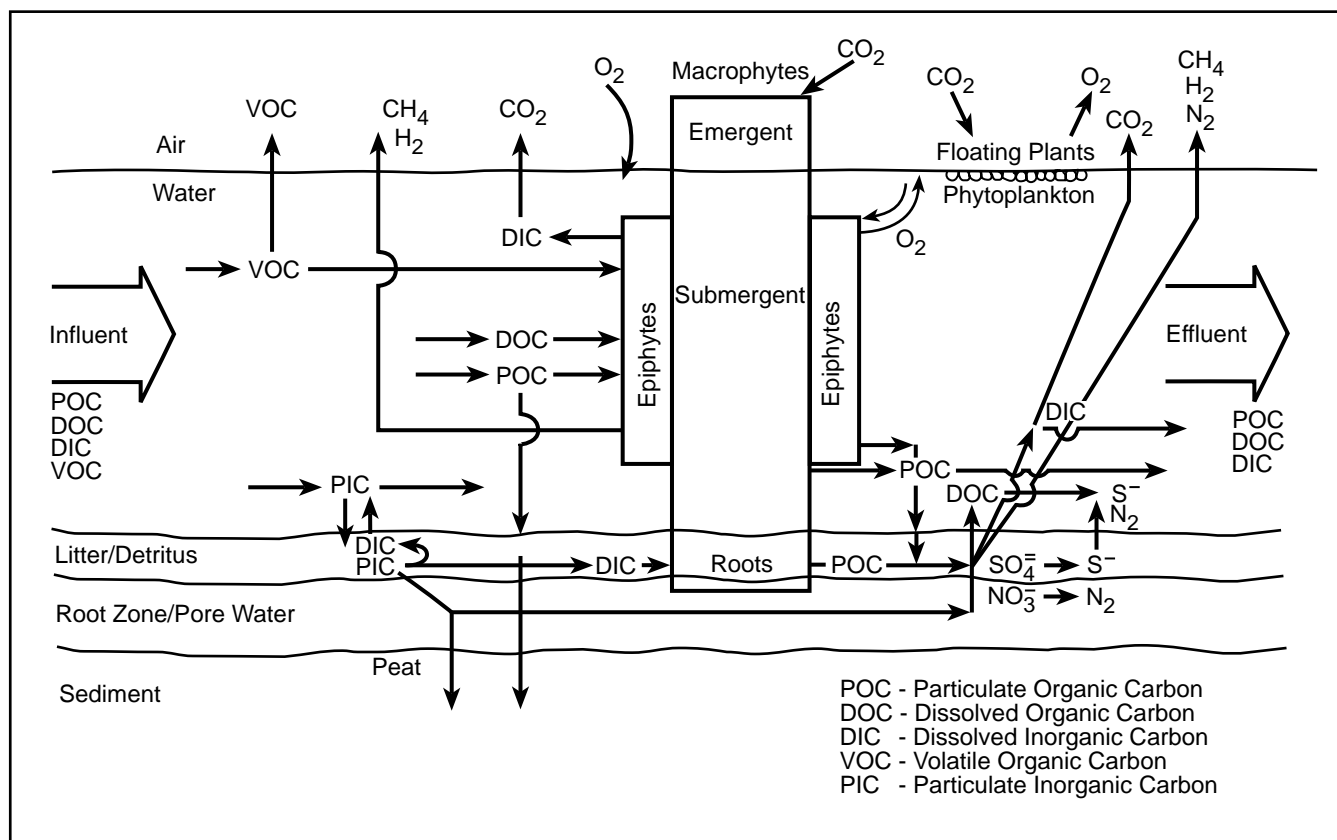 CO₂
O₂
Macrophytes
CO₂
O₂
CH₄
H₂
N₂
VOC
CH₄
H₂
CO₂
Emergent
CO₂
Air
Floating Plants
Water
Phytoplankton
DIC
O₂
VOC
Submergent
Influent
DOC
Epiphytes
Epiphytes
Effluent
POC
POC
DOC
DIC
VOC
DIC
POC
DOC
DIC
POC
PIC
DOC
S⁻
N₂
Litter/Detritus
DIC
PIC
DIC
Roots
POC
SO₄⁼
S⁻
NO₃⁻
N₂
Root Zone/Pore Water
Peat
Sediment
POC - Particulate Organic Carbon
DOC - Dissolved Organic Carbon
DIC - Dissolved Inorganic Carbon
VOC - Volatile Organic Carbon
PIC - Particulate Inorganic Carbon